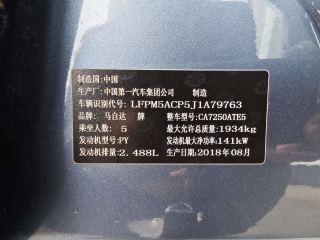 制造国:中国
生产厂:中国第一汽车集团公司 制造
车辆识别代号:LFPM5ACP5J1A79763
品牌:马自达 牌 整车型号:CA7250ATE5
乘坐人数:5 最大允许总质量:1934kg
发动机型号:PY 发动机最大净功率:141kW
发动机排量:2.488L 生产日期:2018年08月